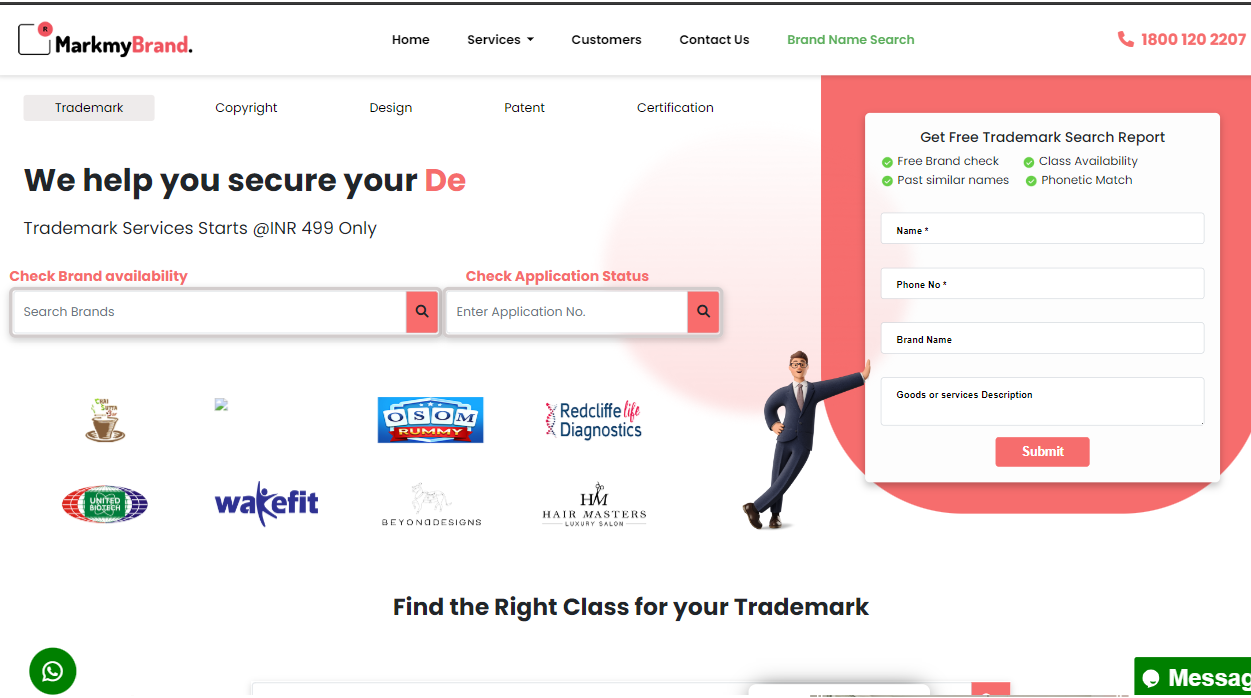 R
MarkmyBrand.
Home
Services
Customers
Contact Us
Brand Name Search
1800 120 2207
Trademark
Copyright
Design
Patent
Certification
We help you secure your De
Trademark Services Starts @INR 499 Only
Check Brand availability
Check Application Status
Search Brands
Enter Application No.
Get Free Trademark Search Report
Free Brand check
Class Availability
Past similar names
Phonetic Match
Name *
Phone No *
Brand Name
Goods or services Description
Submit
CHAI
SUTTA
BAR
OSOM
RUMMY
Redcliffe life
Diagnostics
UNITED
BIOTECH
wakefit
BEYONDDESIGNS
HM
HAIR MASTERS
LUXURY SALON
Find the Right Class for your Trademark
Messag